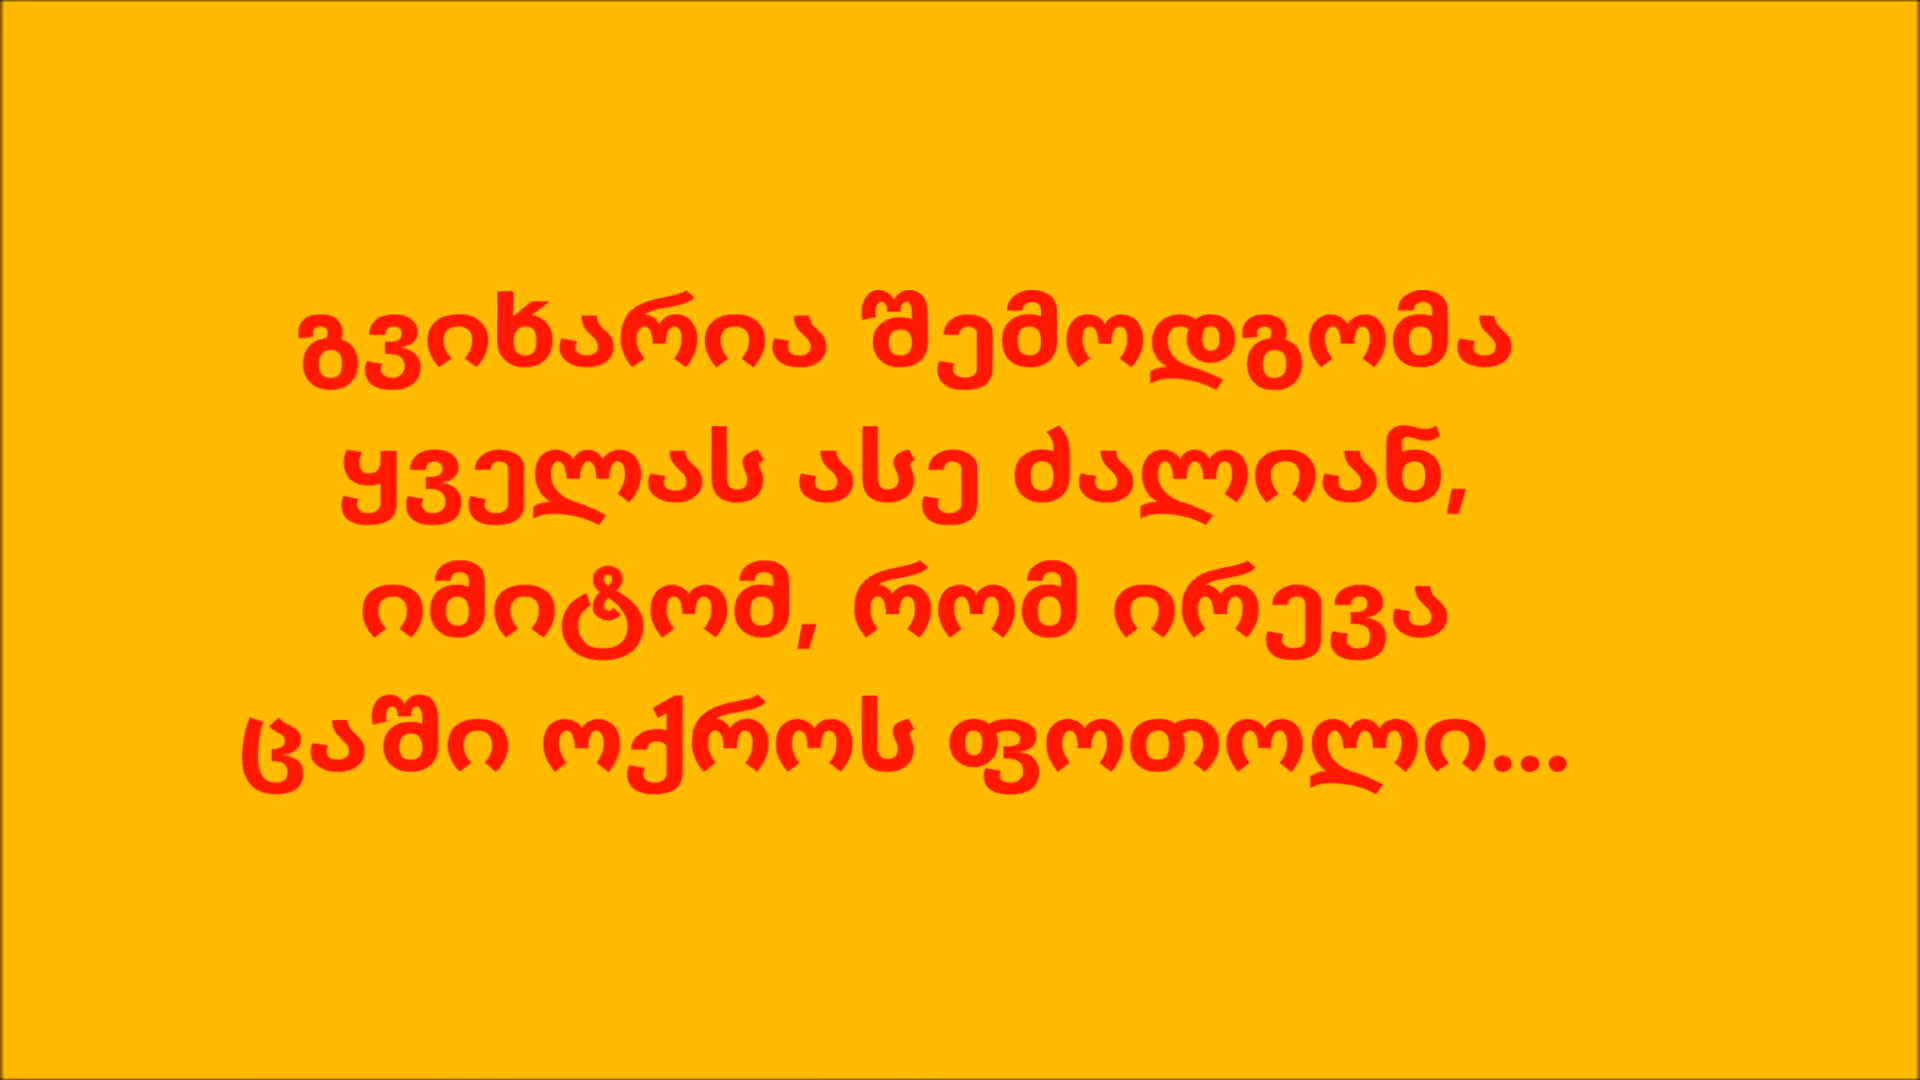 გვიხარია შემოდგომა
ყველას ასე ძალიან,
იმიტომ, რომ ირევა
ცაში ოქროს ფოთოლი...